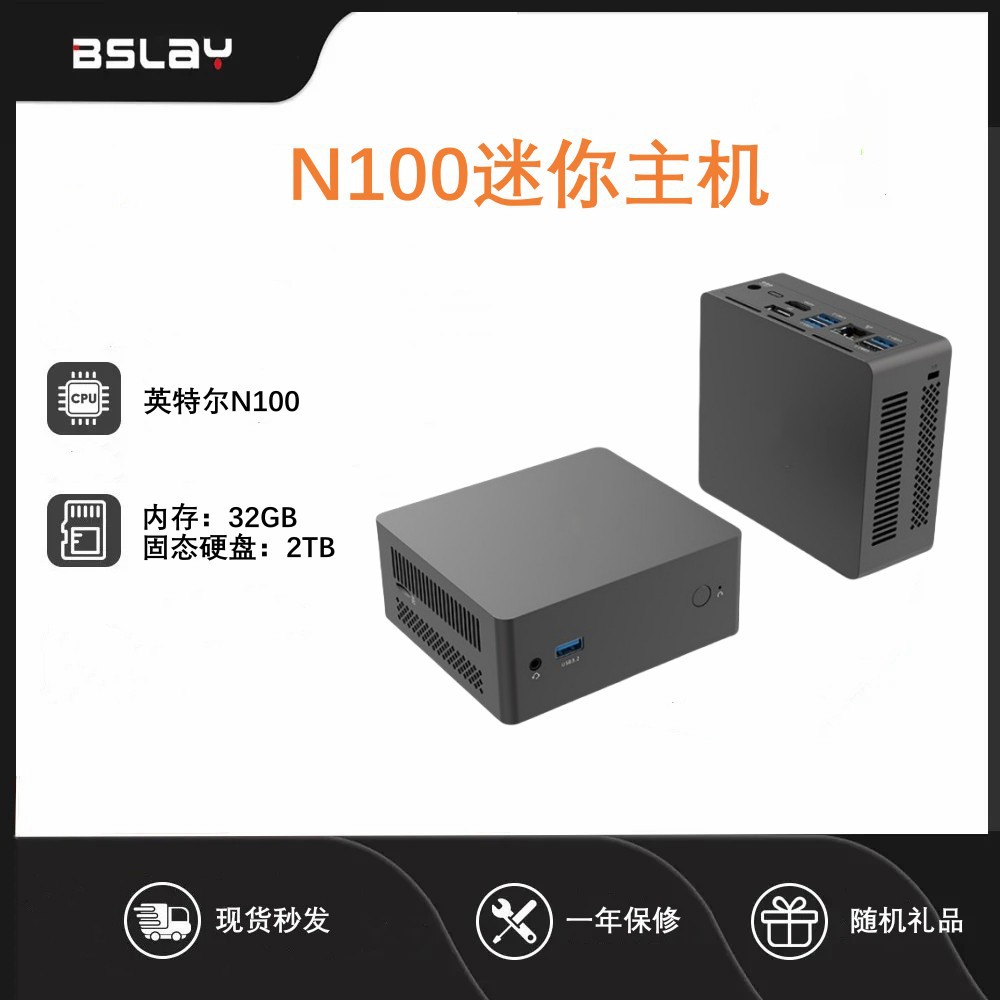 BSLAY
N100迷你主机
CPU
英特尔N100
内存：32GB
固态硬盘：2TB
现货秒发
一年保修
随机礼品